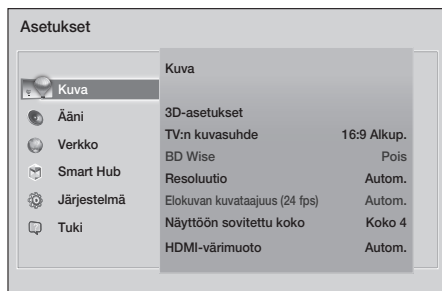 Asetukset
Kuva
Ääni
Verkko
Smart Hub
Järjestelmä
Tuki
Kuva
3D-asetukset
TV:n kuvasuhde 16:9 Alkup.
BD Wise Pois
Resoluutio Autom.
Elokuvan kuvataajuus (24 fps) Autom.
Näyttöön sovitettu koko Koko 4
HDMI-värimuoto Autom.